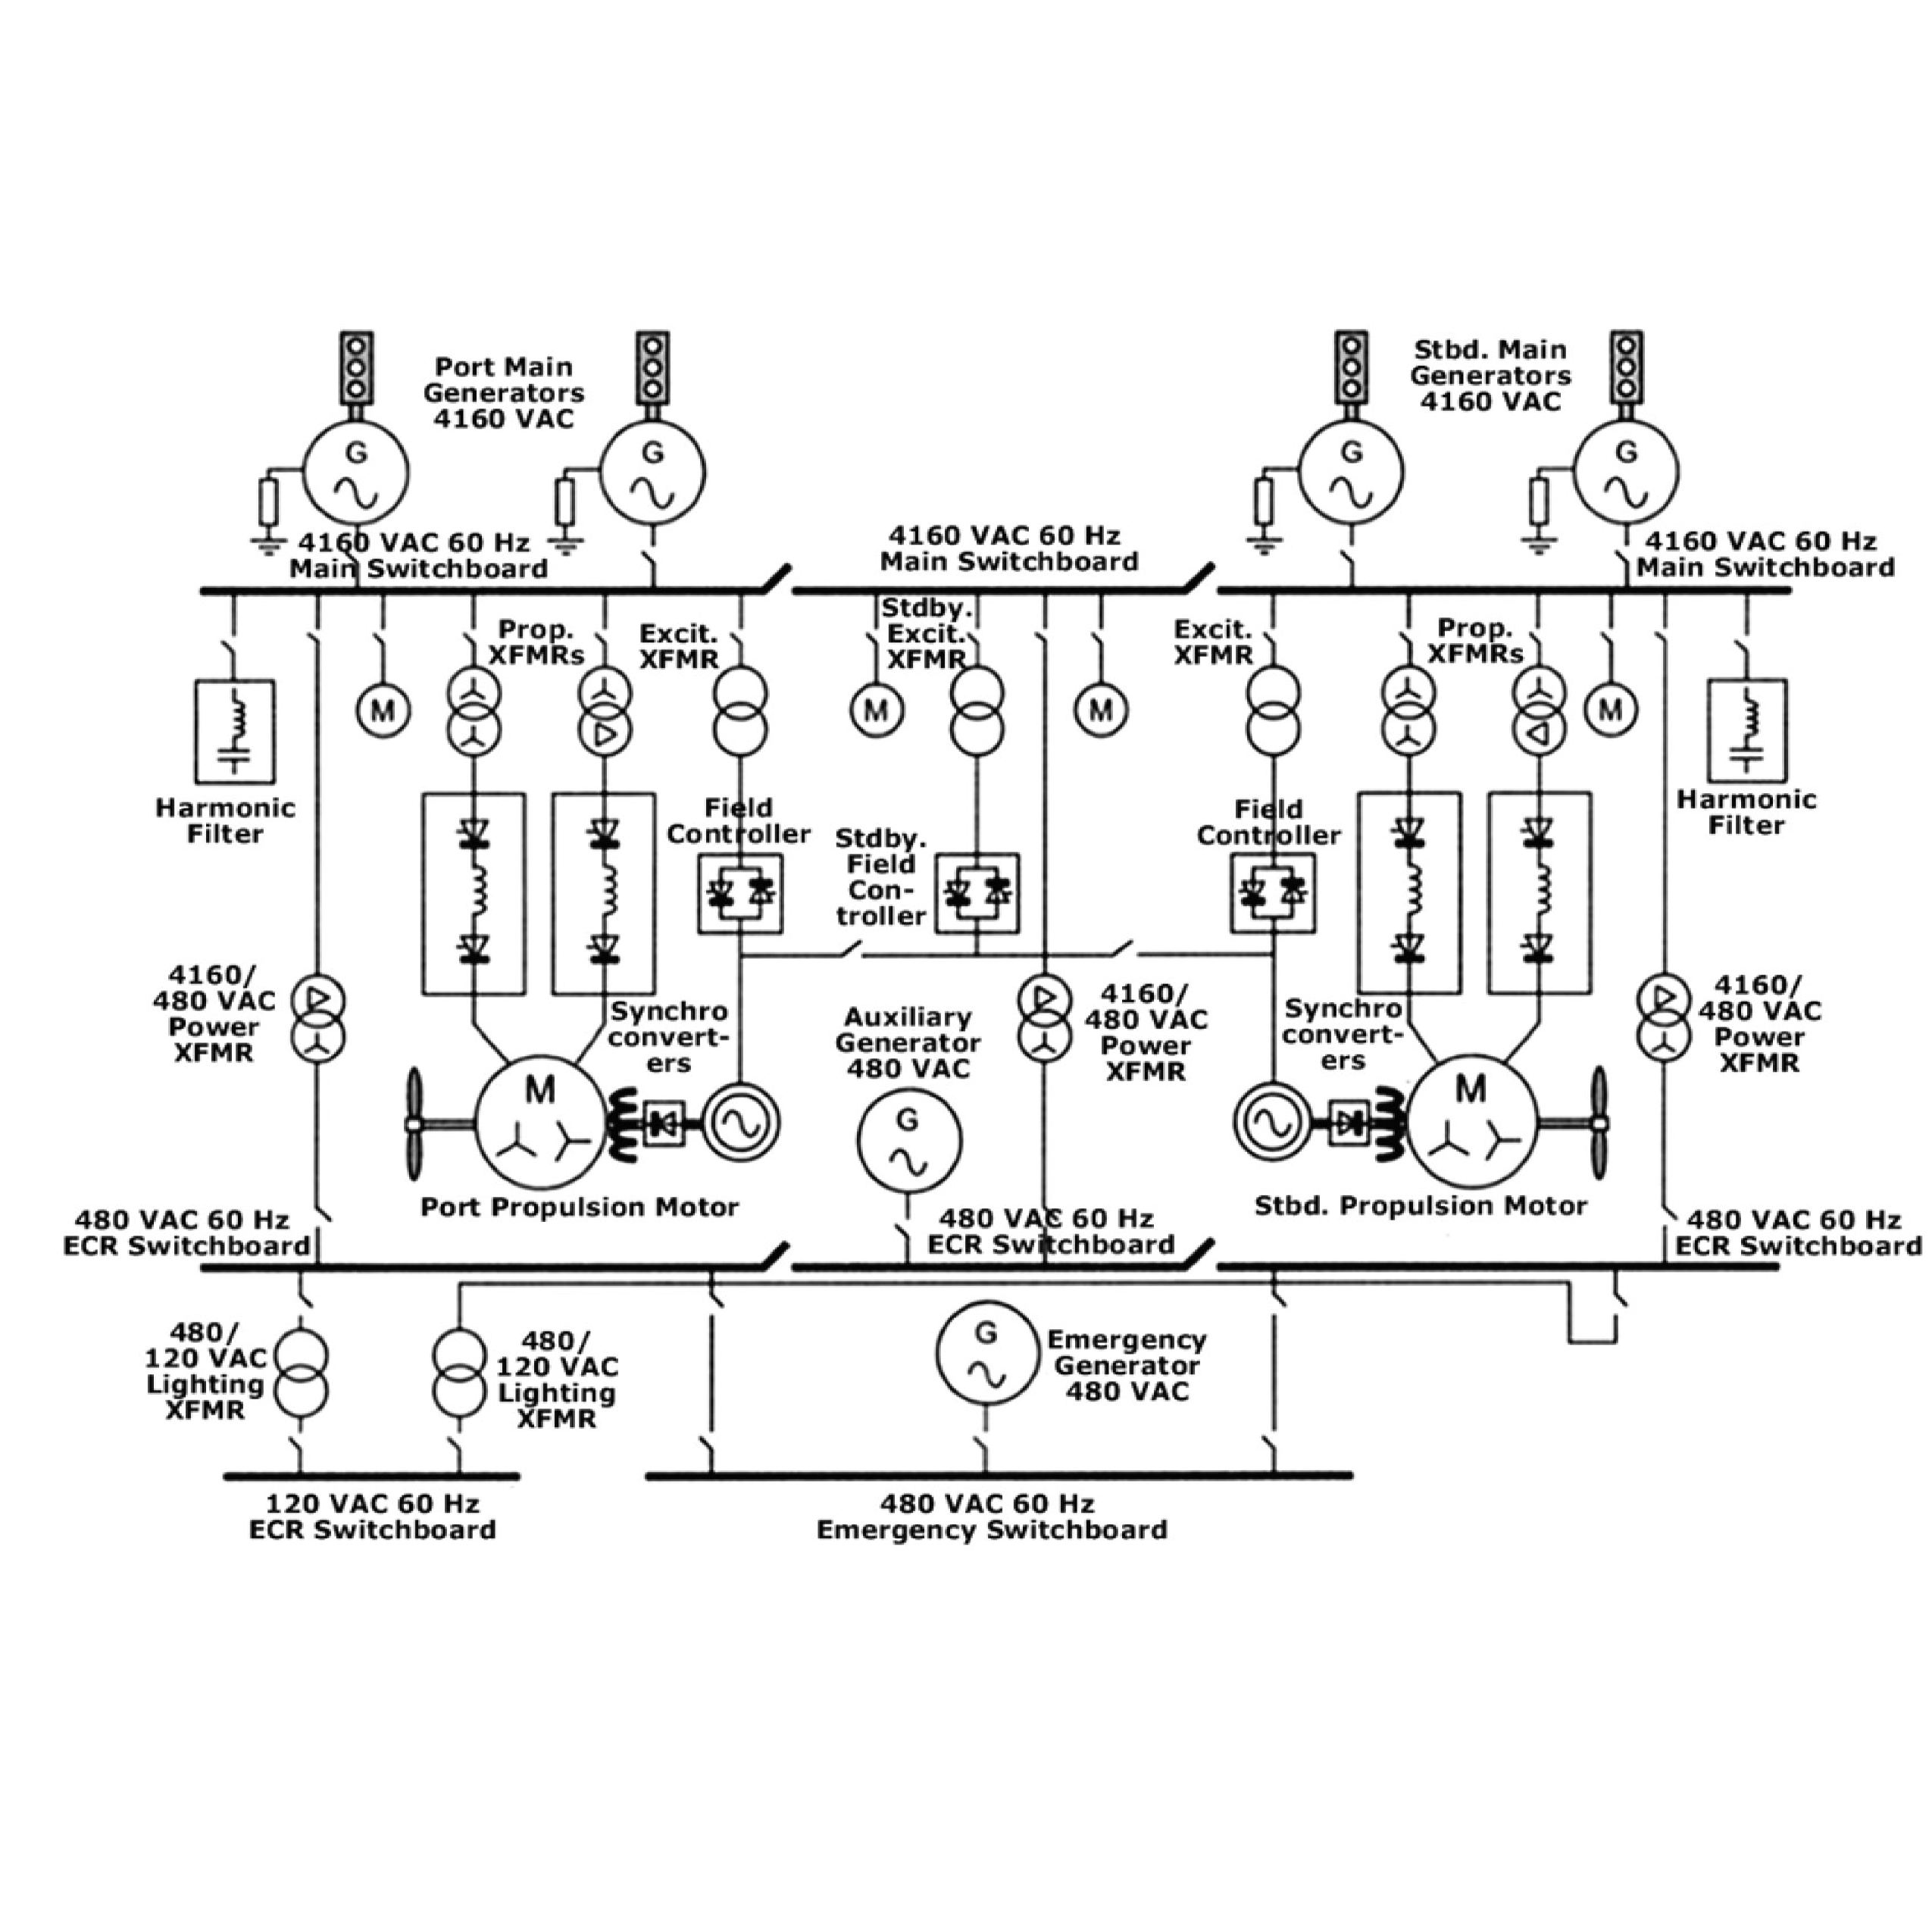 Port Main
Generators
4160 VAC
Stbd. Main
Generators
4160 VAC
G
G
G
G
4160 VAC 60 Hz
Main Switchboard
4160 VAC 60 Hz
Main Switchboard
4160 VAC 60 Hz
Main Switchboard
Prop.
XFMRs
Excit.
XFMR
Stdby.
Excit.
XFMR
Excit.
XFMR
Prop.
XFMRs
M
M
M
M
Harmonic
Filter
Field
Controller
Stdby.
Field
Con-
troller
Field
Controller
Harmonic
Filter
4160/
480 VAC
Power
XFMR
Synchro
convert-
ers
Auxiliary
Generator
480 VAC
4160/
480 VAC
Power
XFMR
Synchro
convert-
ers
4160/
480 VAC
Power
XFMR
M
G
M
Port Propulsion Motor
Stbd. Propulsion Motor
480 VAC 60 Hz
ECR Switchboard
480 VAC 60 Hz
ECR Switchboard
480 VAC 60 Hz
ECR Switchboard
480/
120 VAC
Lighting
XFMR
480/
120 VAC
Lighting
XFMR
G
Emergency
Generator
480 VAC
120 VAC 60 Hz
ECR Switchboard
480 VAC 60 Hz
Emergency Switchboard